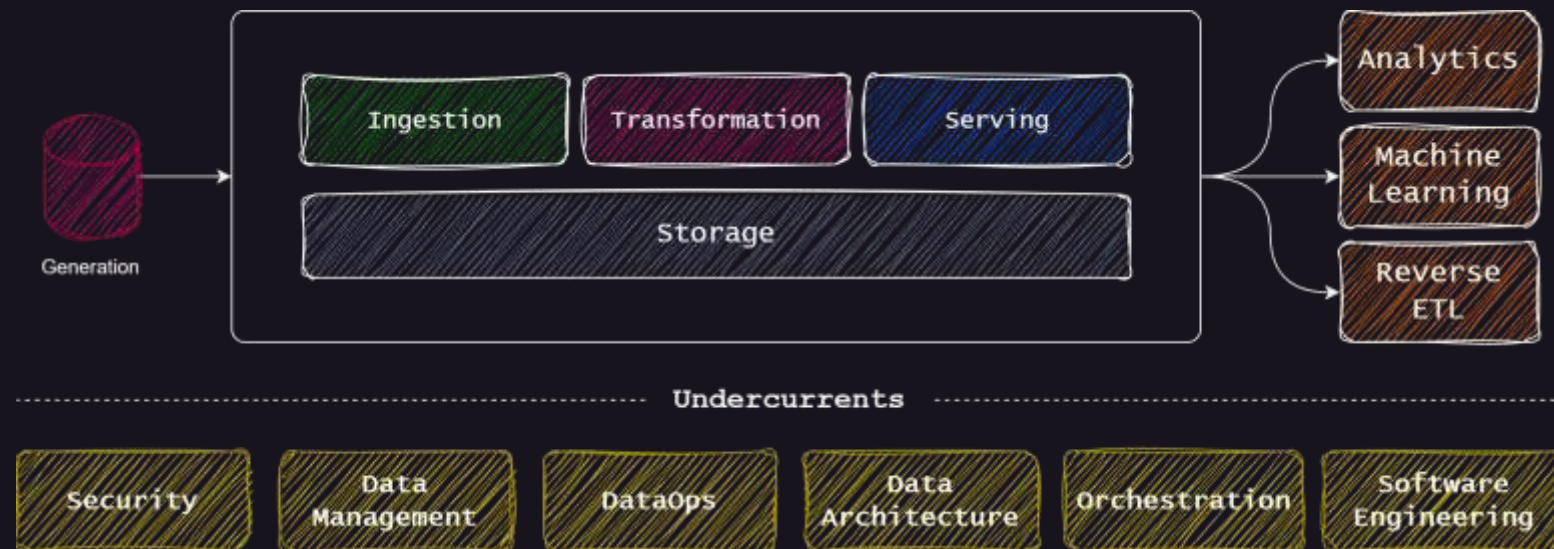 Generation
Ingestion
Transformation
Serving
Storage
Analytics
Machine
Learning
Reverse
ETL
Undercurrents
Security
Data
Management
DataOps
Data
Architecture
Orchestration
Software
Engineering